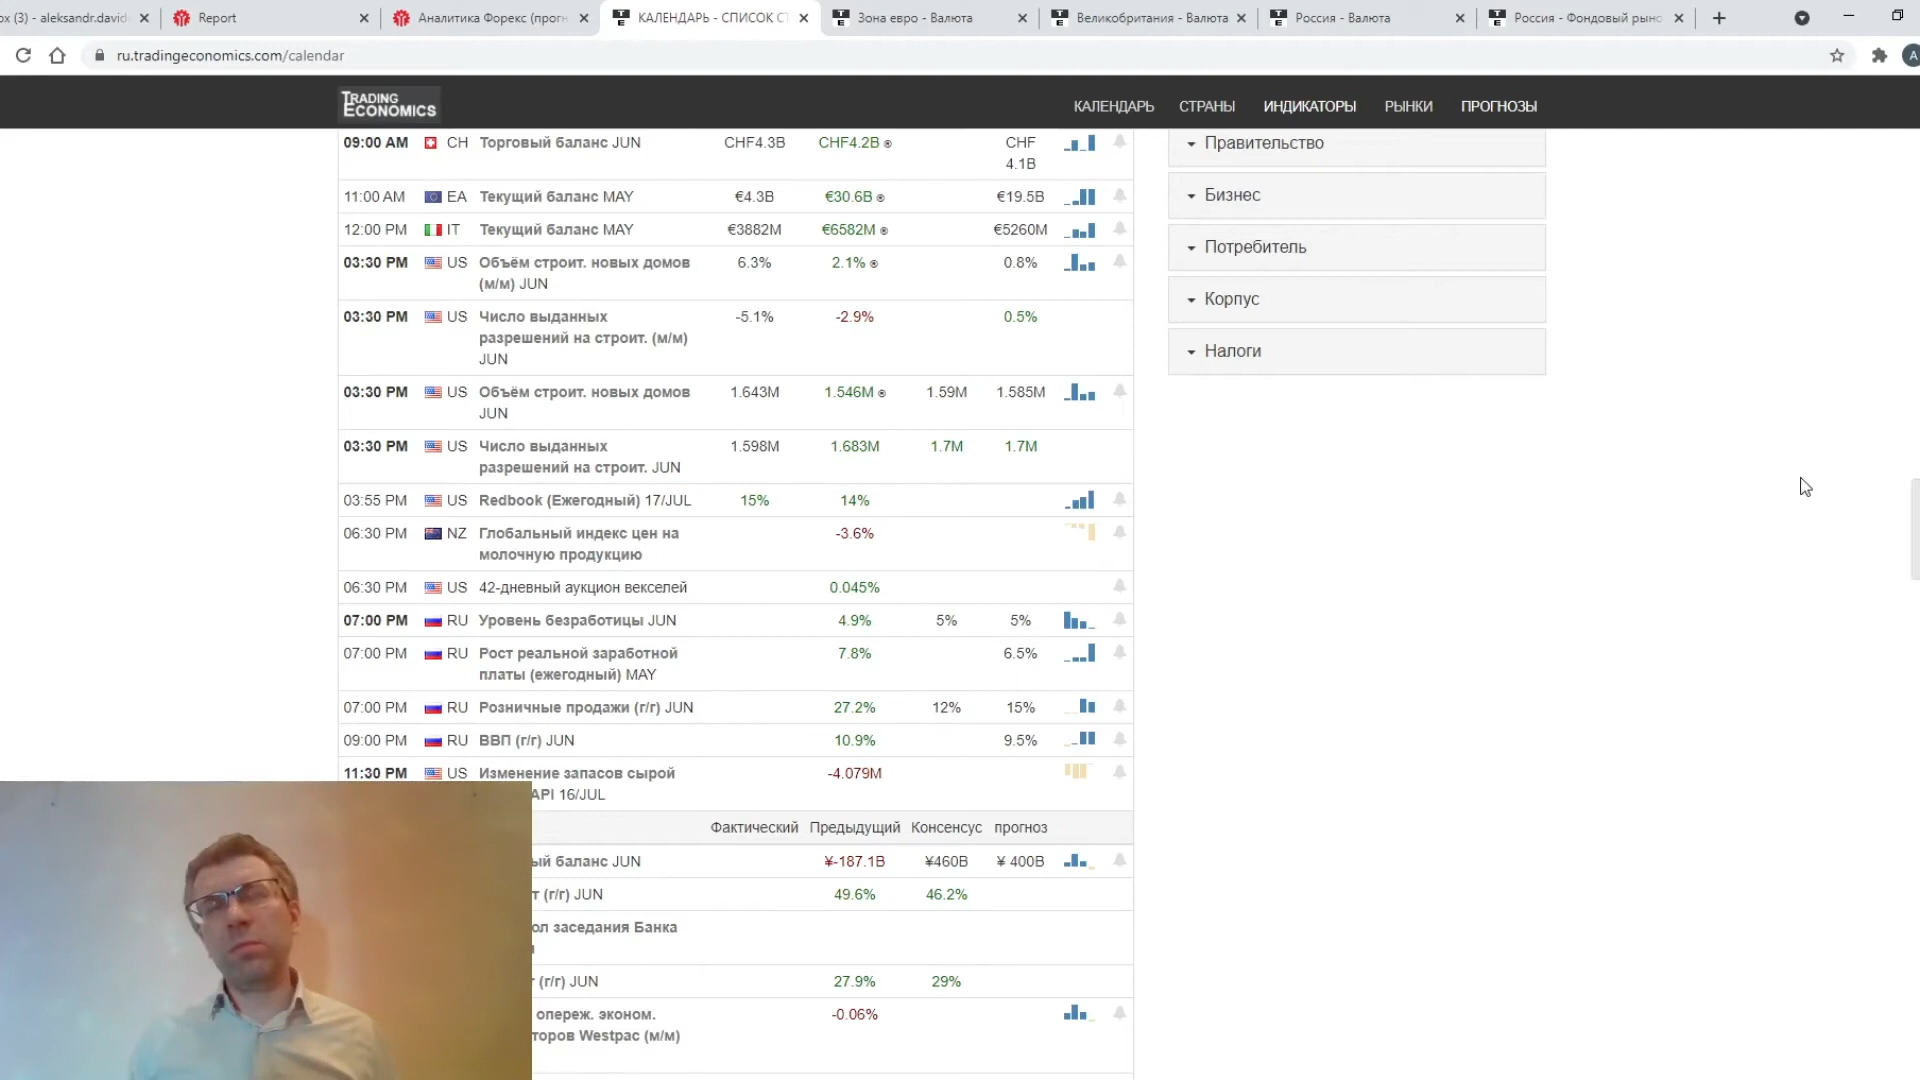 ox (3) - aleksandr.david
Report
Аналитика Форекс (прогн
КАЛЕНДАРЬ - СПИСОК СТ
Зона евро - Валюта
Великобритания - Валюта
Россия - Валюта
Россия - Фондовый рыно
ru.tradingeconomics.com/calendar
A
TRADING
ECONOMICS
КАЛЕНДАРЬ СТРАНЫ ИНДИКАТОРЫ РЫНКИ ПРОГНОЗЫ
09:00 AM CH Торговый баланс JUN CHF4.3B CHF4.2B ® CHF
4.1B
11:00 AM EA Текущий баланс MAY €4.3B €30.6B ® €19.5B
12:00 PM IT Текущий баланс MAY €3882M €6582M ® €5260M
03:30 PM US Объём строит. новых домов 6.3% 2.1% ® 0.8%
(м/м) JUN
03:30 PM US Число выданных -5.1% -2.9% 0.5%
разрешений на строит. (м/м)
JUN
03:30 PM US Объём строит. новых домов 1.643M 1.546M ® 1.59M 1.585M
JUN
03:30 PM US Число выданных 1.598M 1.683M 1.7M 1.7M
разрешений на строит. JUN
03:55 PM US Redbook (Ежегодный) 17/JUL 15% 14%
06:30 PM NZ Глобальный индекс цен на -3.6%
молочную продукцию
06:30 PM US 42-дневный аукцион векселей 0.045%
07:00 PM RU Уровень безработицы JUN 4.9% 5% 5%
07:00 PM RU Рост реальной заработной 7.8% 6.5%
платы (ежегодный) MAY
07:00 PM RU Розничные продажи (г/г) JUN 27.2% 12% 15%
09:00 PM RU ВВП (г/г) JUN 10.9% 9.5%
11:30 PM US Изменение запасов сырой -4.079M
API 16/JUL
Фактический Предыдущий Консенсус прогноз
ый баланс JUN ¥-187.1B ¥460B ¥ 400B
т (г/г) JUN 49.6% 46.2%
ол заседания Банка
(г/г) JUN 27.9% 29%
опереж. эконом. -0.06%
торов Westpac (м/м)
Правительство
Бизнес
Потребитель
Корпус
Налоги